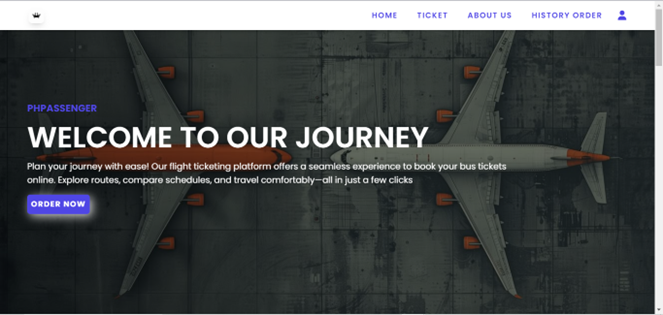 HOME TICKET ABOUT US HISTORY ORDER
PHPASSENGER
WELCOME TO OUR JOURNEY
Plan your journey with ease! Our flight ticketing platform offers a seamless experience to book your bus tickets
online. Explore routes, compare schedules, and travel comfortably—all in just a few clicks
ORDER NOW